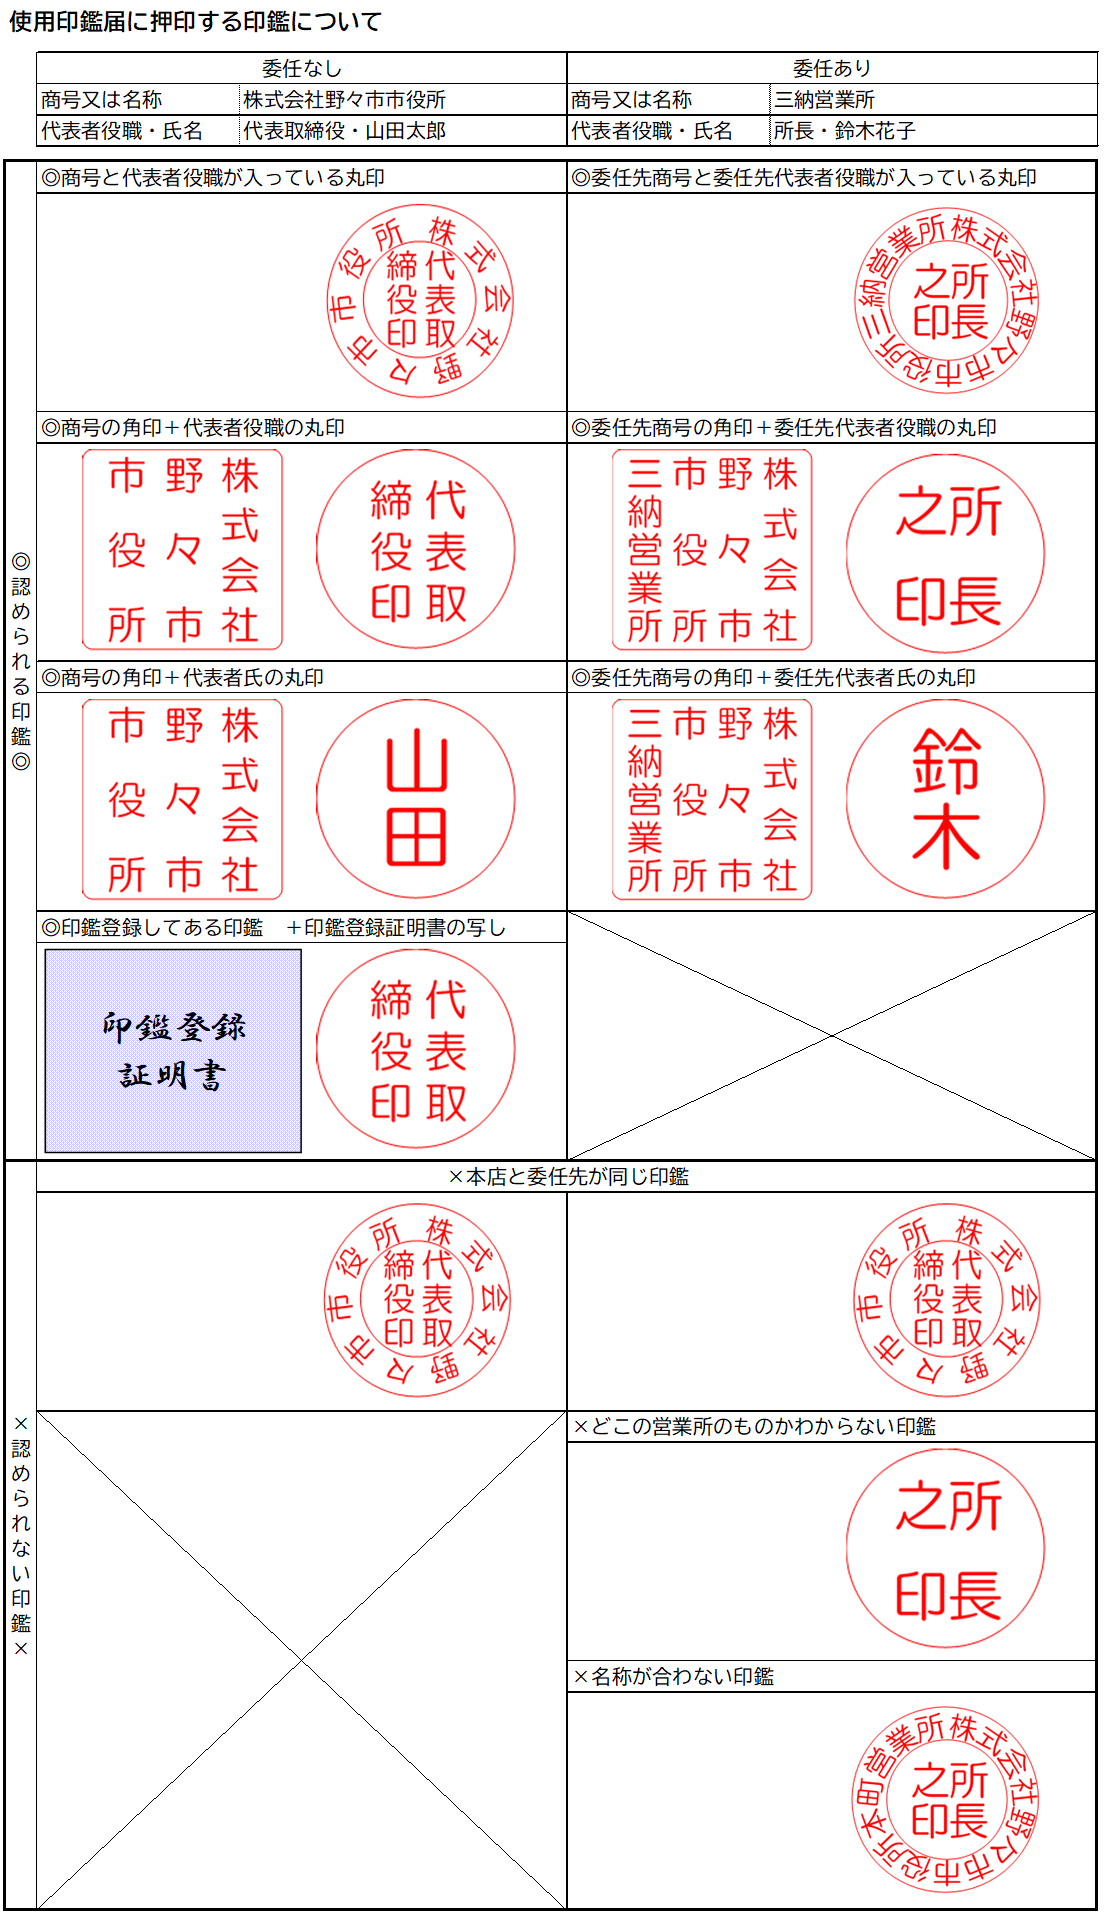 使用印鑑届に押印する印鑑について
委任なし
委任あり
商号又は名称
株式会社野々市市役所
商号又は名称
三納営業所
代表者役職・氏名
代表取締役・山田太郎
代表者役職・氏名
所長・鈴木花子
◎認められる印鑑◎
◎商号と代表者役職が入っている丸印
◎委任先商号と委任先代表者役職が入っている丸印
株式会社野々市市役所
代表取
締役印
株式会社野々市市役所三納営業所
所長
之印
◎商号の角印＋代表者役職の丸印
◎委任先商号の角印＋委任先代表者役職の丸印
株式会社
野々市
市役所
代表取
締役印
株式会社
野々市
市役所
三納営業所
所長
之印
◎商号の角印＋代表者氏の丸印
◎委任先商号の角印＋委任先代表者氏の丸印
株式会社
野々市
市役所
山田
株式会社
野々市
市役所
三納営業所
鈴木
◎印鑑登録してある印鑑　＋印鑑登録証明書の写し
印鑑登録
証明書
代表取
締役印
×認められない印鑑×
×本店と委任先が同じ印鑑
株式会社野々市市役所
代表取
締役印
株式会社野々市市役所
代表取
締役印
×どこの営業所のものかわからない印鑑
所長
之印
×名称が合わない印鑑
株式会社野々市市役所本町営業所
所長
之印